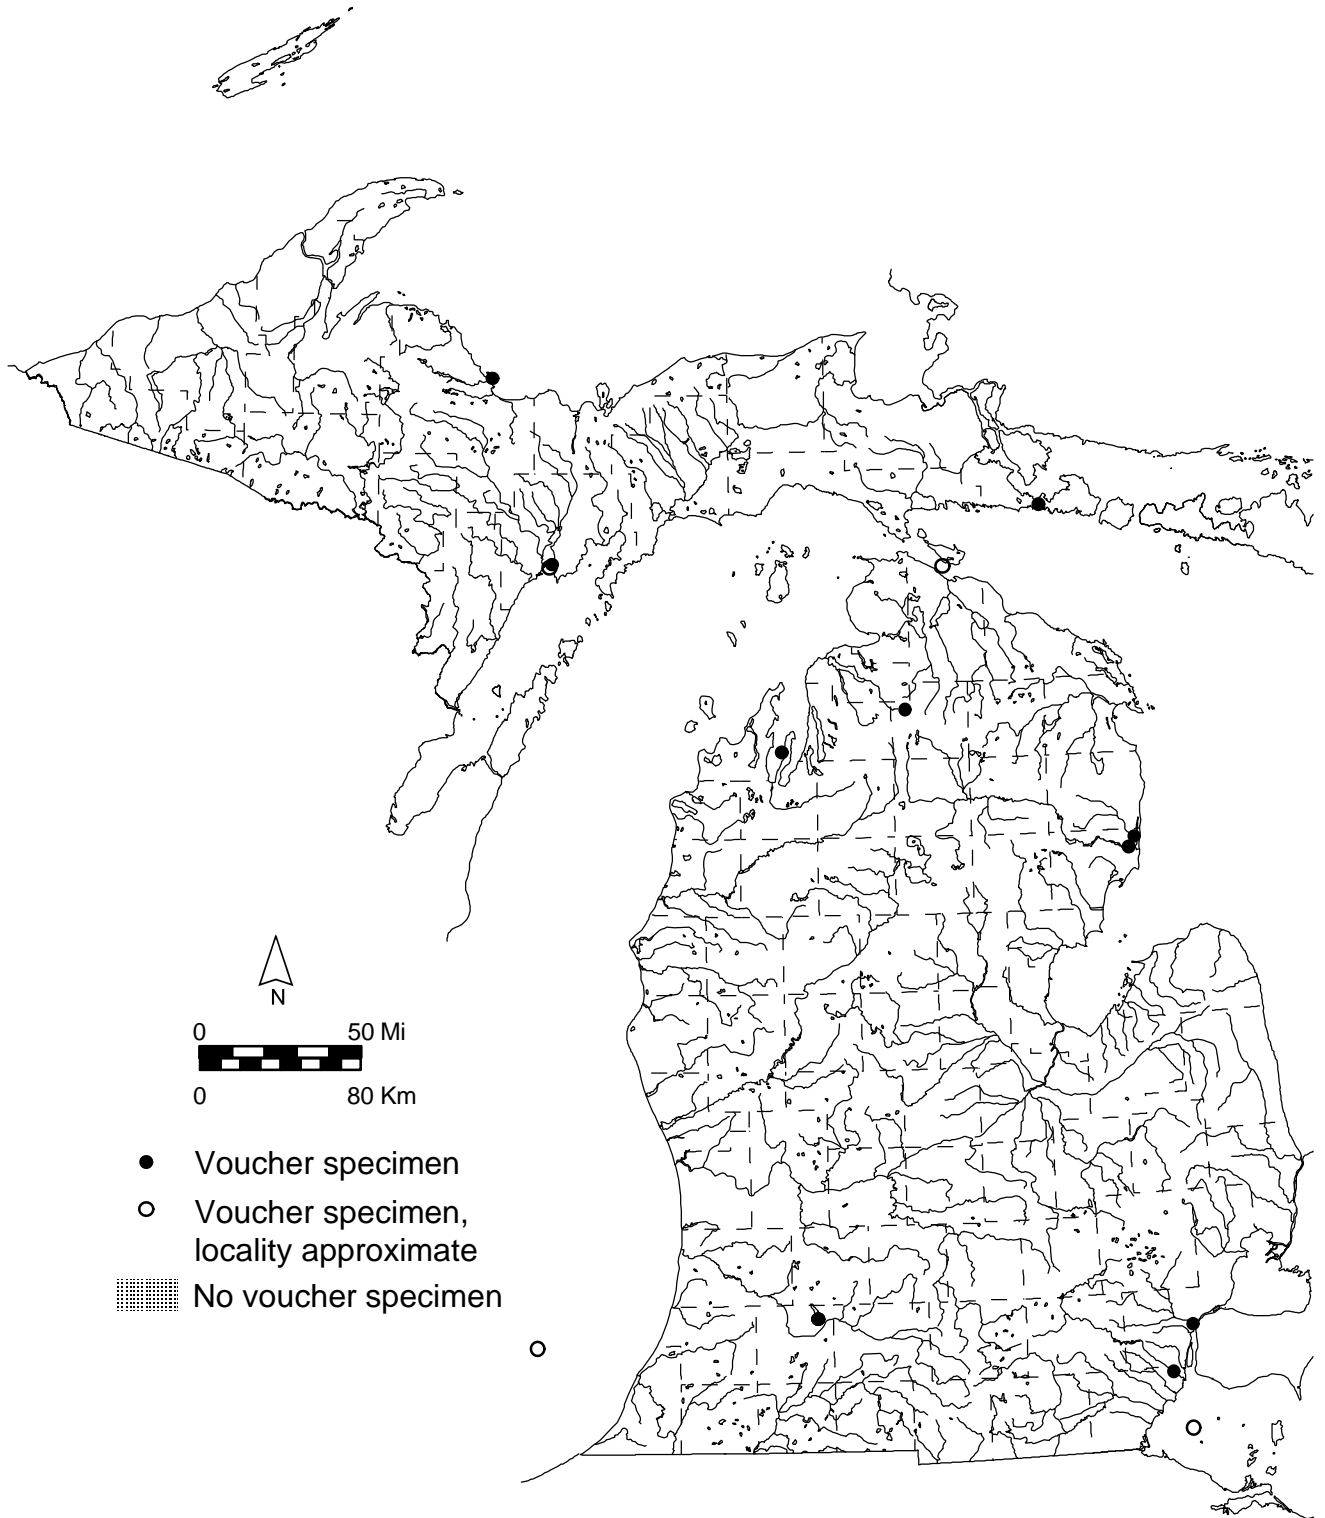 N
0 50 Mi
0 80 Km
Voucher specimen
Voucher specimen,
locality approximate
No voucher specimen